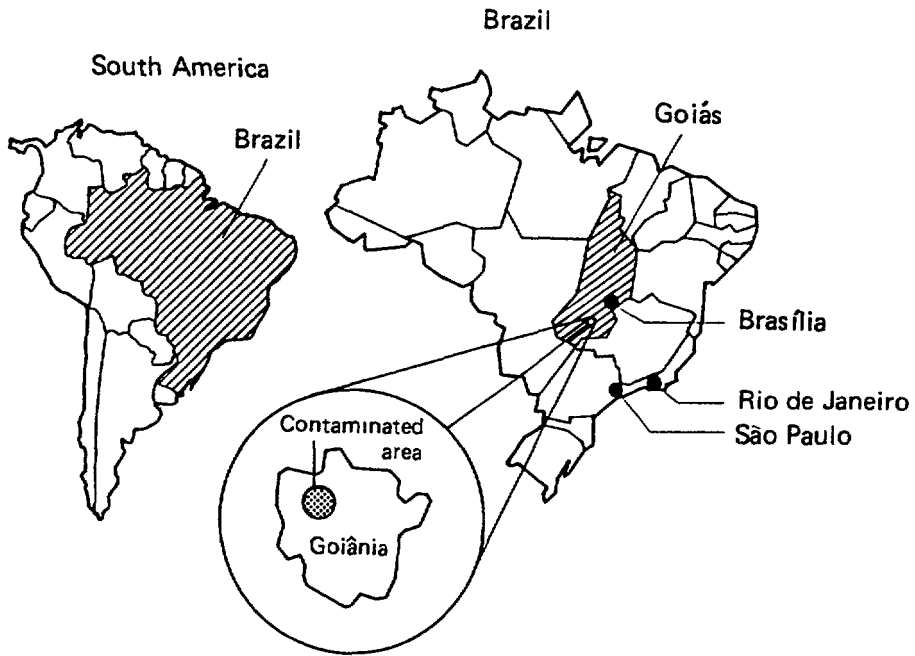 Brazil
South America
Goiás
Brazil
Brasília
Rio de Janeiro
São Paulo
Contaminated
area
Goiânia